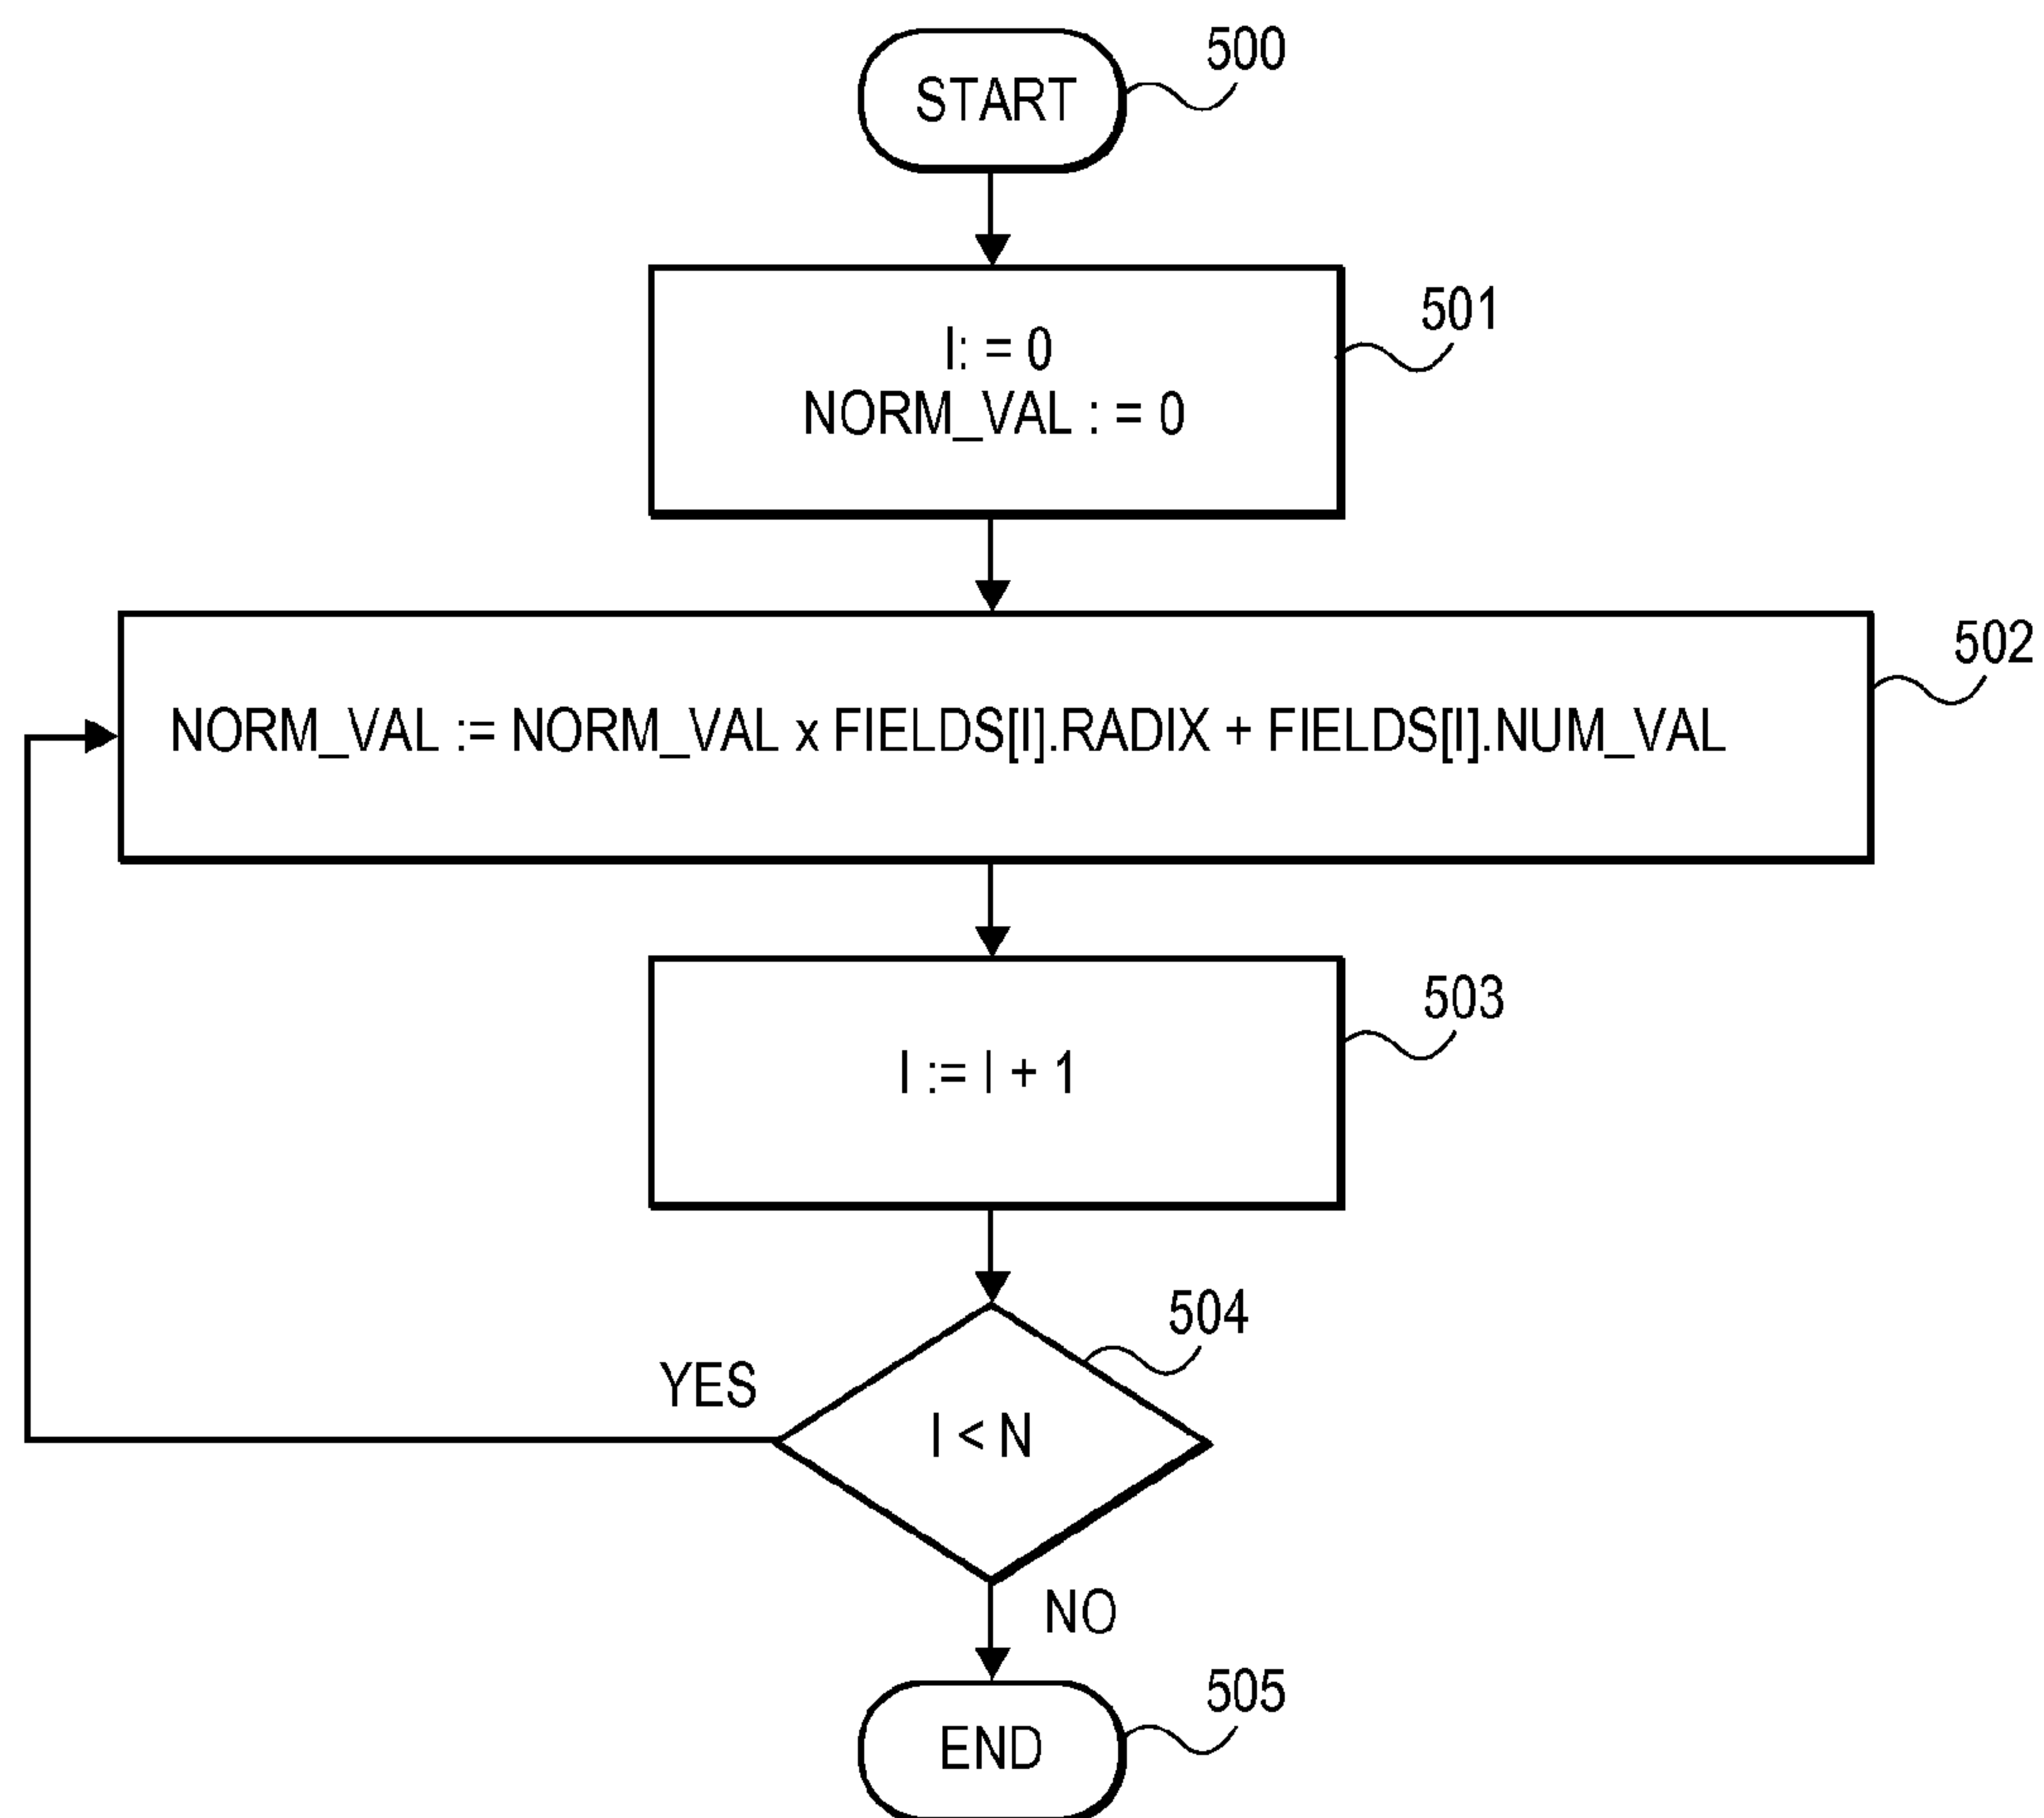 500
START
501
I: = 0
NORM_VAL : = 0
502
NORM_VAL := NORM_VAL x FIELDS[I].RADIX + FIELDS[I].NUM_VAL
503
I := I + 1
504
YES
I < N
NO
505
END